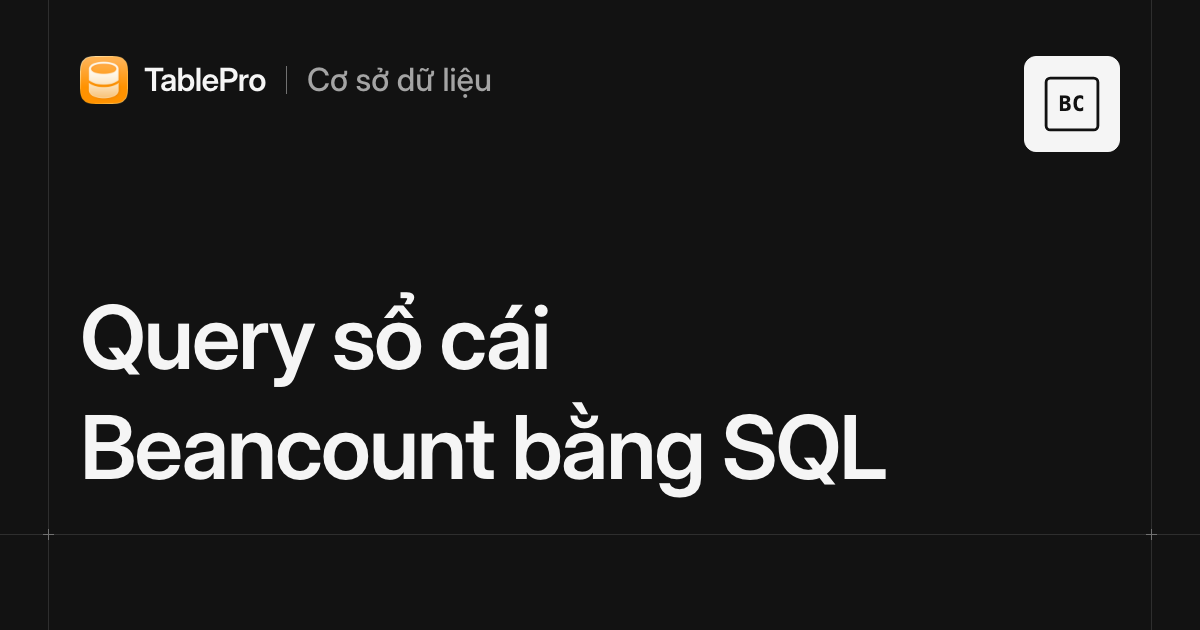 TablePro | Cơ sở dữ liệu
BC
Query sổ cái
Beancount bằng SQL